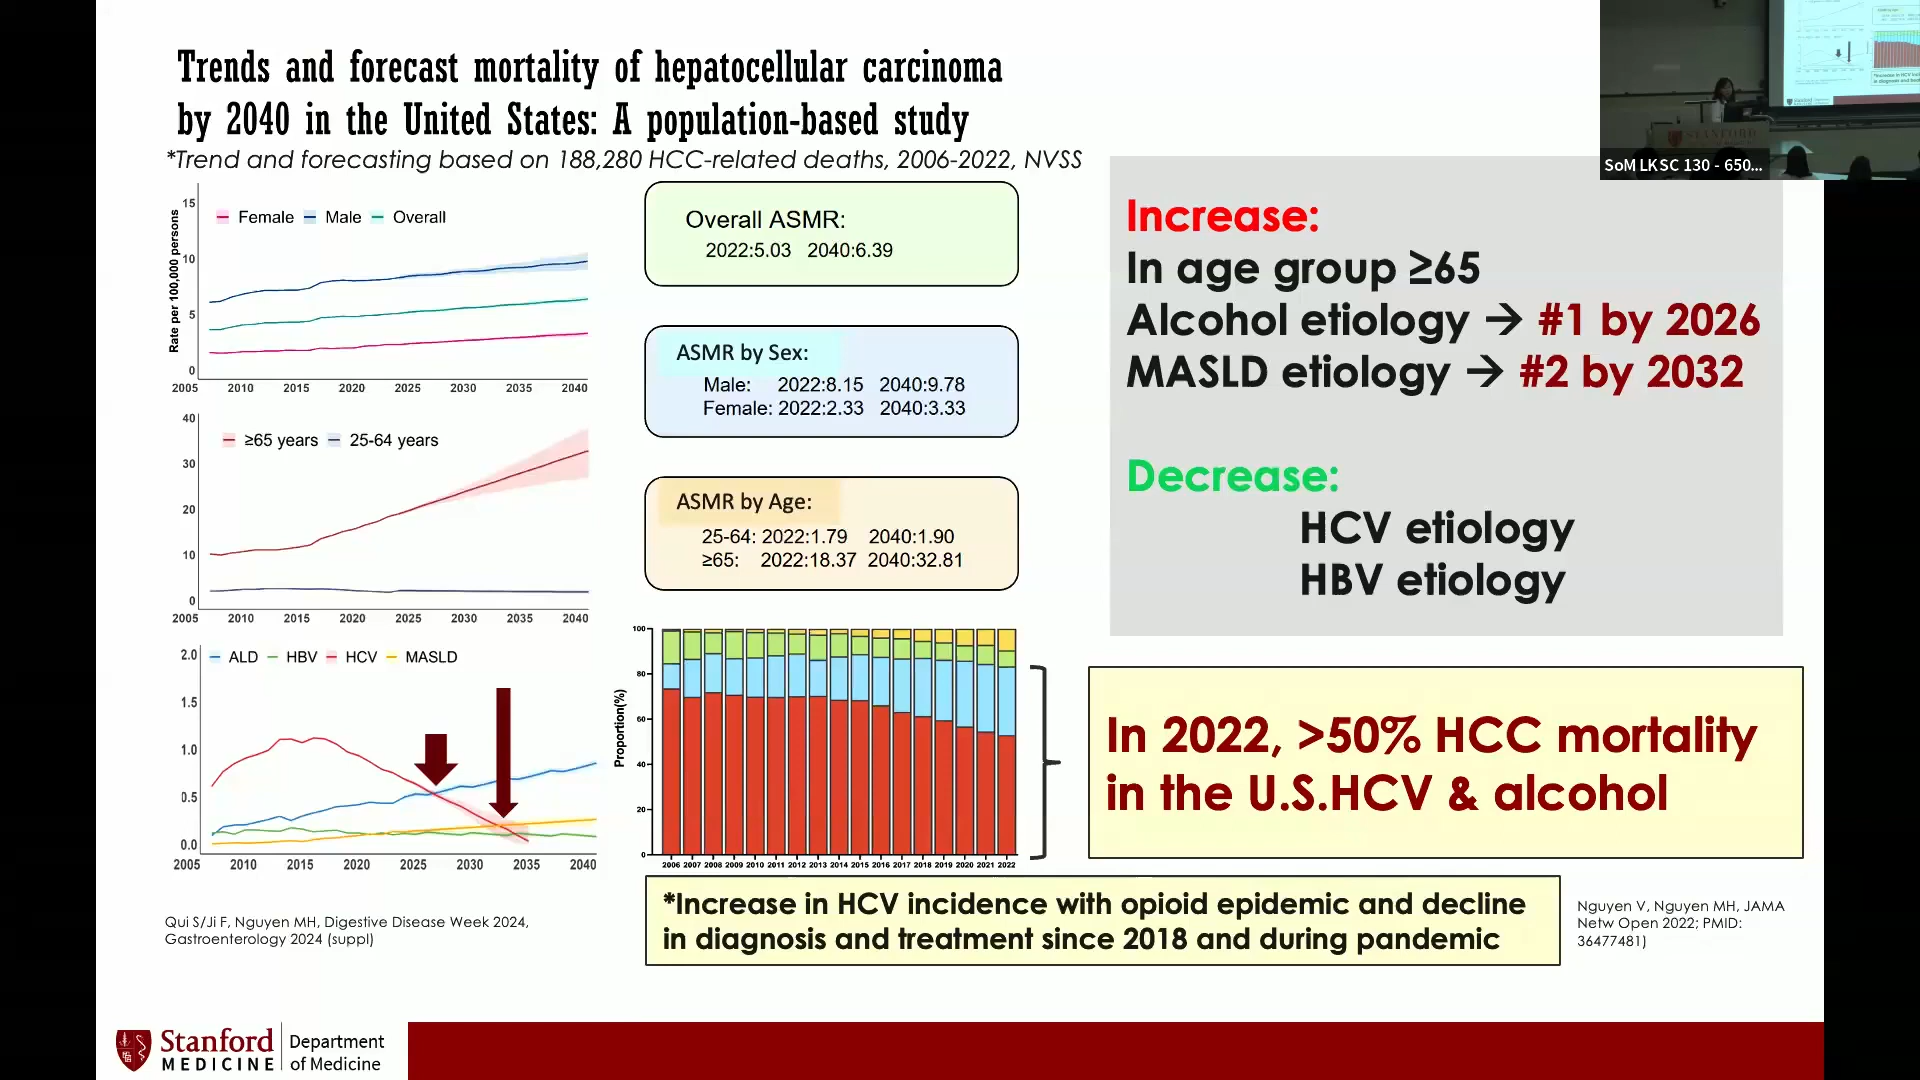 Trends and forecast mortality of hepatocellular carcinoma
by 2040 in the United States: A population-based study
*Trend and forecasting based on 188,280 HCC-related deaths, 2006-2022, NVSS
SoM LKSC 130 - 650...
Rate per 100,000 persons
Female Male Overall
15
10
5
0
2005 2010 2015 2020 2025 2030 2035 2040
≥65 years 25-64 years
40
30
20
10
0
2005 2010 2015 2020 2025 2030 2035 2040
ALD HBV HCV MASLD
2.0
1.5
1.0
0.5
0.0
2005 2010 2015 2020 2025 2030 2035 2040
Overall ASMR:
2022:5.03 2040:6.39
ASMR by Sex:
Male: 2022:8.15 2040:9.78
Female: 2022:2.33 2040:3.33
ASMR by Age:
25-64: 2022:1.79 2040:1.90
≥65: 2022:18.37 2040:32.81
Proportion(%)
100
80
60
40
20
0
2006 2007 2008 2009 2010 2011 2012 2013 2014 2015 2016 2017 2018 2019 2020 2021 2022
Increase:
In age group ≥65
Alcohol etiology → #1 by 2026
MASLD etiology → #2 by 2032
Decrease:
HCV etiology
HBV etiology
In 2022, >50% HCC mortality
in the U.S.HCV & alcohol
*Increase in HCV incidence with opioid epidemic and decline
in diagnosis and treatment since 2018 and during pandemic
Qui S/Ji F, Nguyen MH, Digestive Disease Week 2024,
Gastroenterology 2024 (suppl)
Nguyen V, Nguyen MH, JAMA
Netw Open 2022; PMID:
36477481)
Stanford
MEDICINE
Department
of Medicine